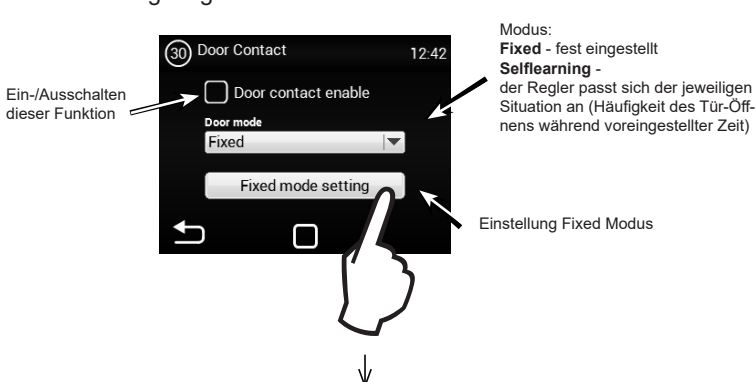 30 Door Contact 12:42
Door contact enable
Door mode
Fixed
Fixed mode setting
Ein-/Ausschalten
dieser Funktion
Modus:
Fixed - fest eingestellt
Selflearning -
der Regler passt sich der jeweiligen
Situation an (Häufigkeit des Tür-Öff-
nens während voreingestellter Zeit)
Einstellung Fixed Modus